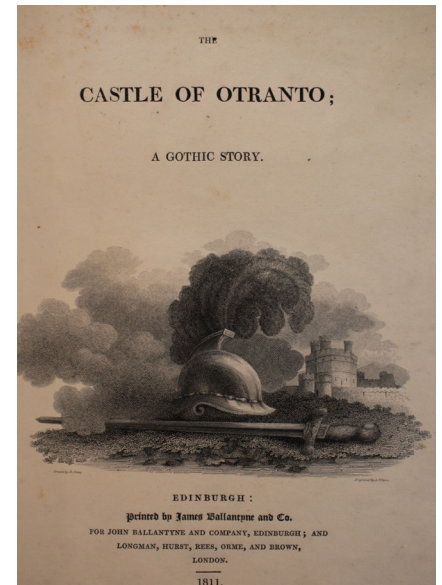 THE
CASTLE OF OTRANTO;
A GOTHIC STORY.
EDINBURGH:
Printed by James Ballantyne and Co.
FOR JOHN BALLANTYNE AND COMPANY, EDINBURGH; AND
LONGMAN, HURST, REES, ORME, AND BROWN,
LONDON.
1811.